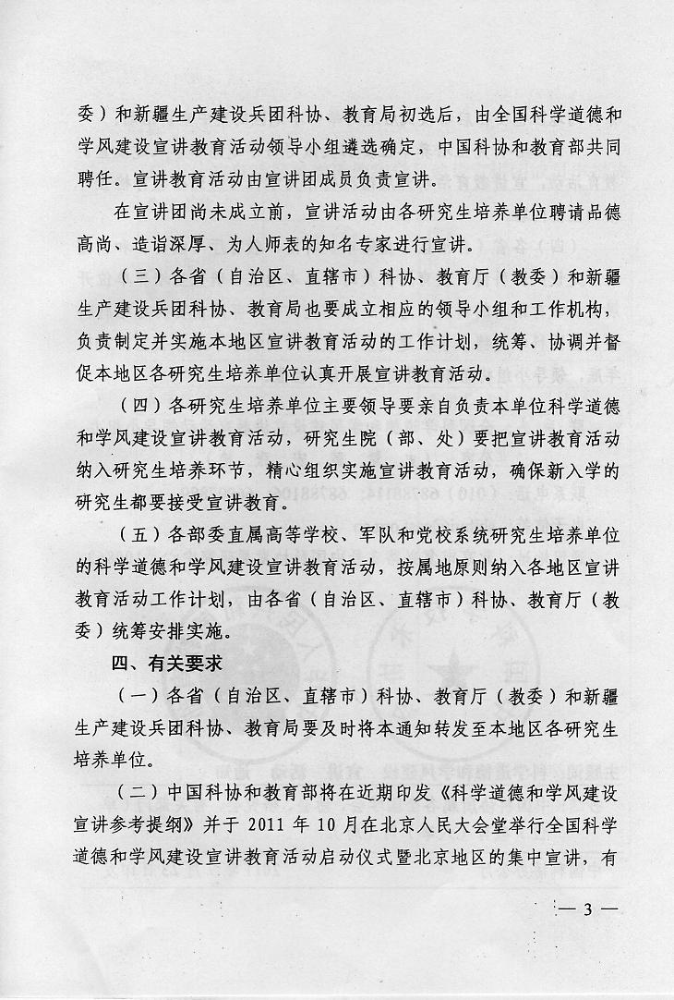 委）和新疆生产建设兵团科协、教育局初选后，由全国科学道德和
学风建设宣讲教育活动领导小组遴选确定，中国科协和教育部共同
聘任。宣讲教育活动由宣讲团成员负责宣讲。
在宣讲团尚未成立前，宣讲活动由各研究生培养单位聘请品德
高尚、造诣深厚、为人师表的知名专家进行宣讲。
（三）各省（自治区、直辖市）科协、教育厅（教委）和新疆
生产建设兵团科协、教育局也要成立相应的领导小组和工作机构，
负责制定并实施本地区宣讲教育活动的工作计划，统筹、协调并督
促本地区各研究生培养单位认真开展宣讲教育活动。
（四）各研究生培养单位主要领导要亲自负责本单位科学道德
和学风建设宣讲教育活动，研究生院（部、处）要把宣讲教育活动
纳入研究生培养环节，精心组织实施宣讲教育活动，确保新入学的
研究生都要接受宣讲教育。
（五）各部委直属高等学校、军队和党校系统研究生培养单位
的科学道德和学风建设宣讲教育活动，按属地原则纳入各地区宣讲
教育活动工作计划，由各省（自治区、直辖市）科协、教育厅（教
委）统筹安排实施。
四、有关要求
（一）各省（自治区、直辖市）科协、教育厅（教委）和新疆
生产建设兵团科协、教育局要及时将本通知转发至本地区各研究生
培养单位。
（二）中国科协和教育部将在近期印发《科学道德和学风建设
宣讲参考提纲》并于 2011 年 10 月在北京人民大会堂举行全国科学
道德和学风建设宣讲教育活动启动仪式暨北京地区的集中宣讲，有
— 3 —